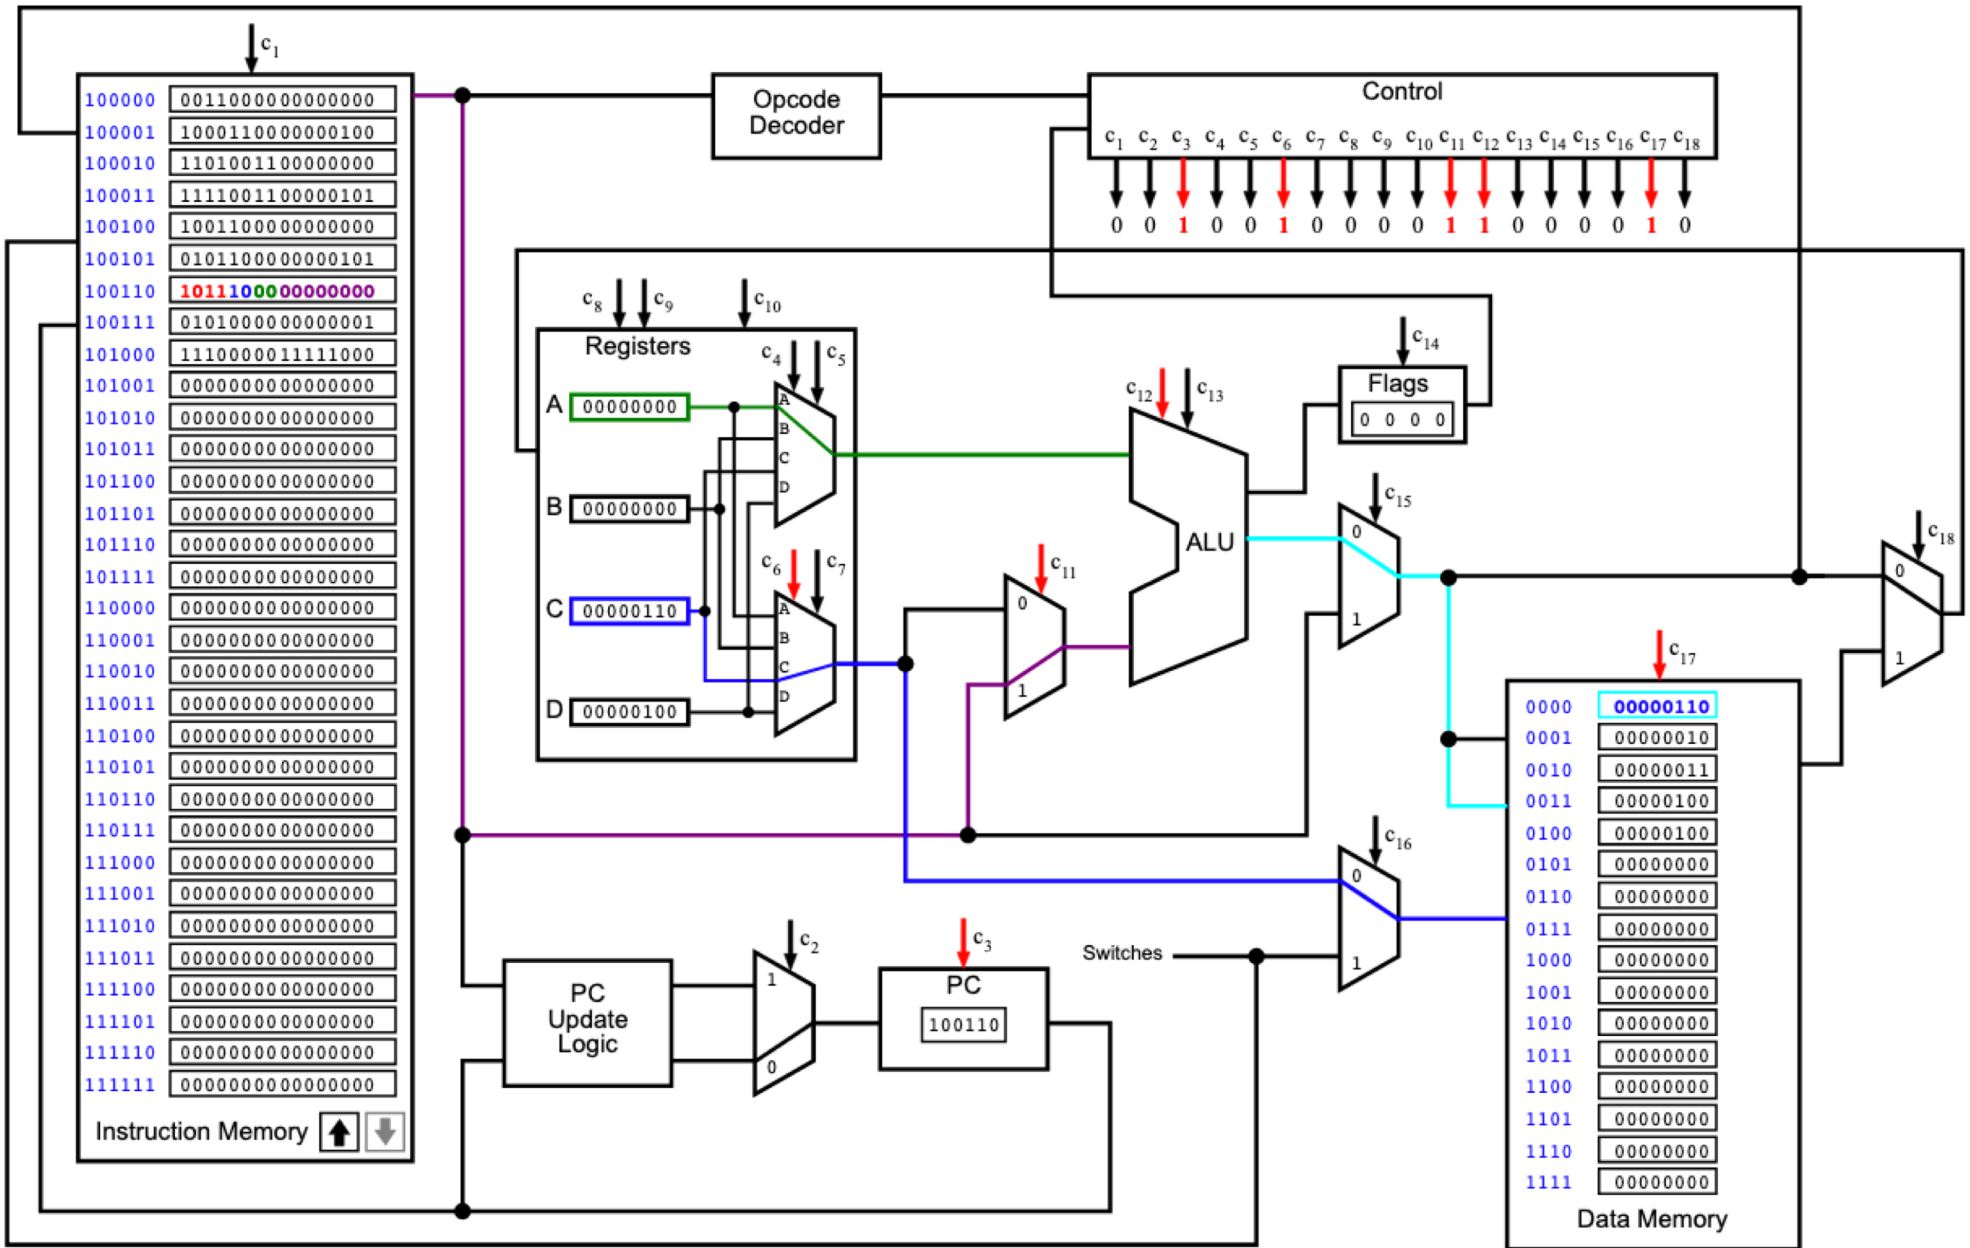 c1
100000 0011000000000000
100001 1000110000000100
100010 1101001100000000
100011 1111001100000101
100100 1001100000000000
100101 0101100000000101
100110 1011100000000000
100111 0101000000000001
101000 1110000011111000
101001 0000000000000000
101010 0000000000000000
101011 0000000000000000
101100 0000000000000000
101101 0000000000000000
101110 0000000000000000
101111 0000000000000000
110000 0000000000000000
110001 0000000000000000
110010 0000000000000000
110011 0000000000000000
110100 0000000000000000
110101 0000000000000000
110110 0000000000000000
110111 0000000000000000
111000 0000000000000000
111001 0000000000000000
111010 0000000000000000
111011 0000000000000000
111100 0000000000000000
111101 0000000000000000
111110 0000000000000000
111111 0000000000000000
Instruction Memory
Opcode
Decoder
Control
c1 c2 c3 c4 c5 c6 c7 c8 c9 c10 c11 c12 c13 c14 c15 c16 c17 c18
0 0 1 0 0 1 0 0 0 0 1 1 0 0 0 0 1 0
c8 c9 c10
Registers
c4 c5
A 00000000
B 00000000
C 00000110
D 00000100
A
B
C
D
c6 c7
A
B
C
D
c11
0
1
c12 c13
ALU
c14
Flags
0 0 0 0
c15
0
1
c18
0
1
c16
0
1
Switches
PC
Update
Logic
c2
1
0
c3
PC
100110
c17
0000 00000110
0001 00000010
0010 00000011
0011 00000100
0100 00000100
0101 00000000
0110 00000000
0111 00000000
1000 00000000
1001 00000000
1010 00000000
1011 00000000
1100 00000000
1101 00000000
1110 00000000
1111 00000000
Data Memory